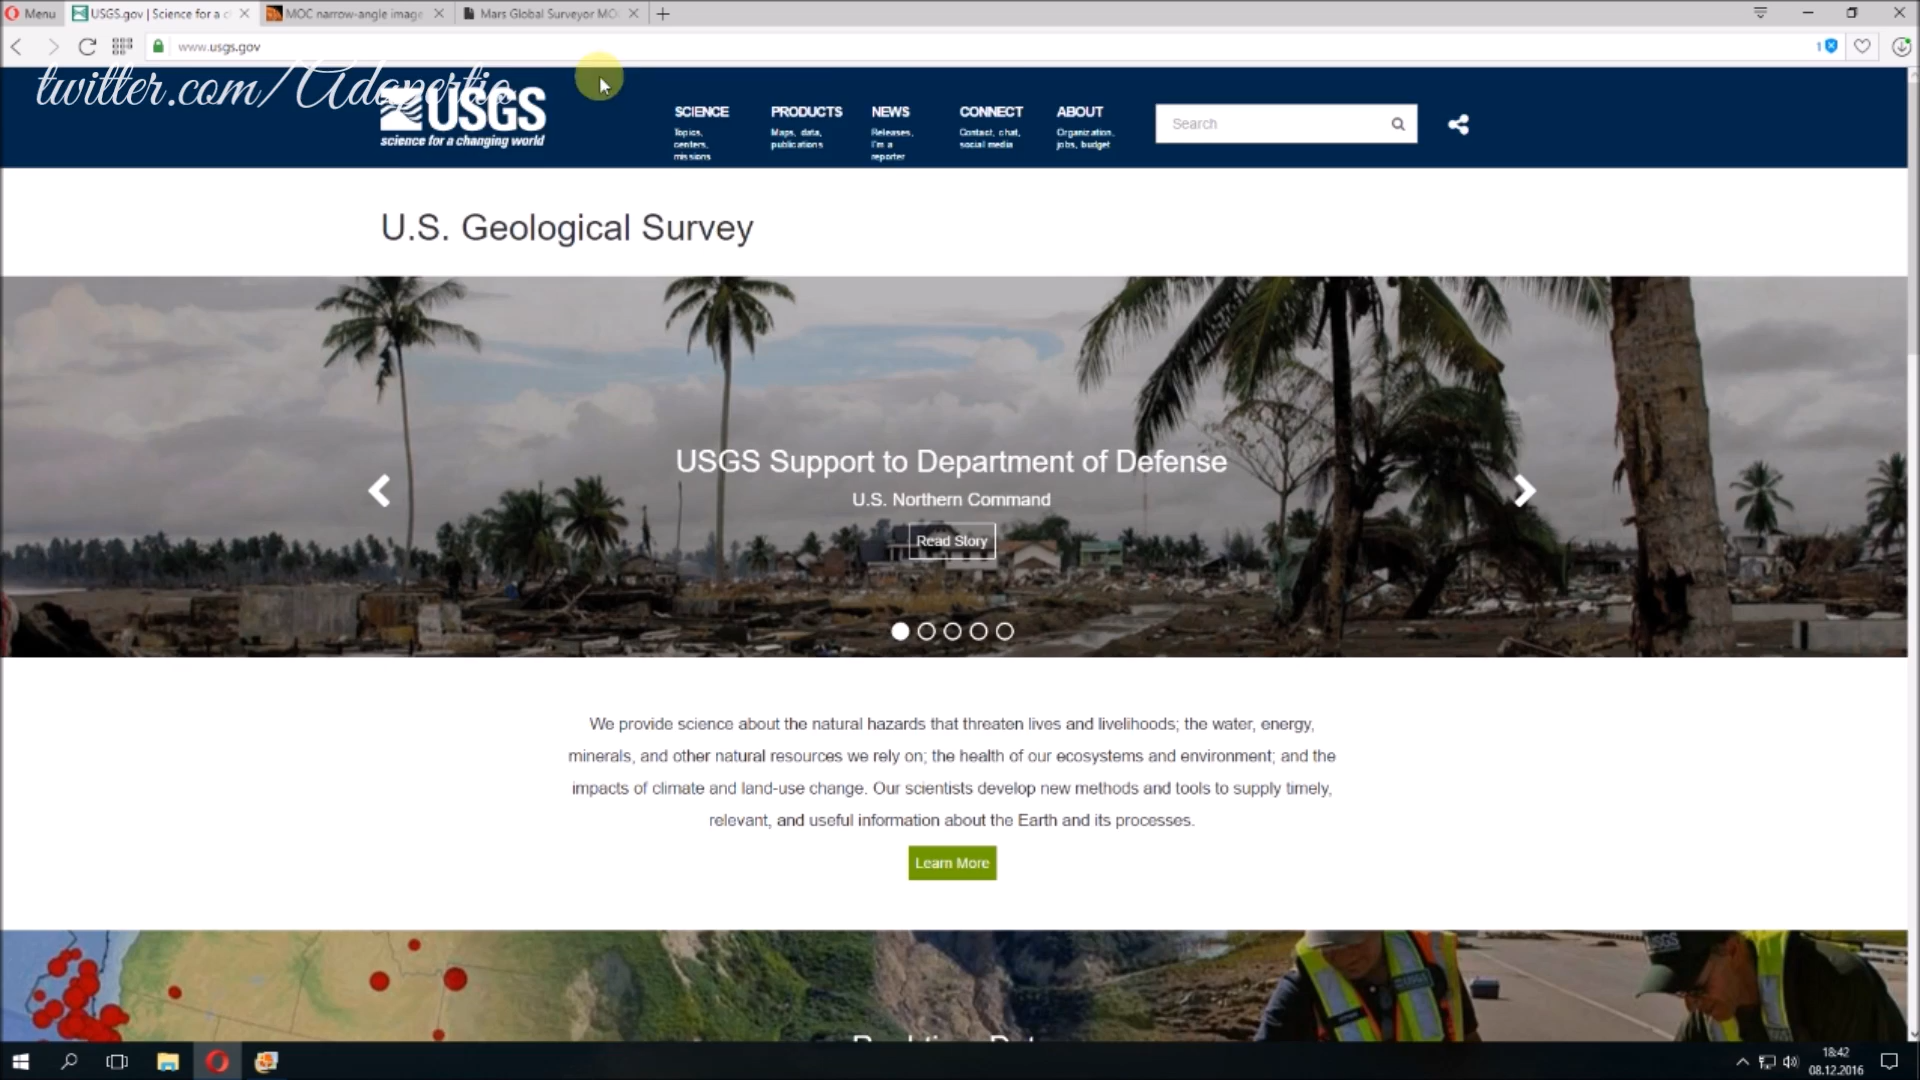 Menu
USGS.gov | Science for a c
MOC narrow-angle image
Mars Global Surveyor MO
www.usgs.gov
1
twitter.com/Adapertio
USGS
science for a changing world
SCIENCE
Topics,
centers,
missions
PRODUCTS
Maps, data,
publications
NEWS
Releases,
I'm a
reporter
CONNECT
Contact, chat,
social media
ABOUT
Organization,
jobs, budget
Search
U.S. Geological Survey
USGS Support to Department of Defense
U.S. Northern Command
Read Story
We provide science about the natural hazards that threaten lives and livelihoods; the water, energy,
minerals, and other natural resources we rely on; the health of our ecosystems and environment; and the
impacts of climate and land-use change. Our scientists develop new methods and tools to supply timely,
relevant, and useful information about the Earth and its processes.
Learn More
USGS
18:42
08.12.2016